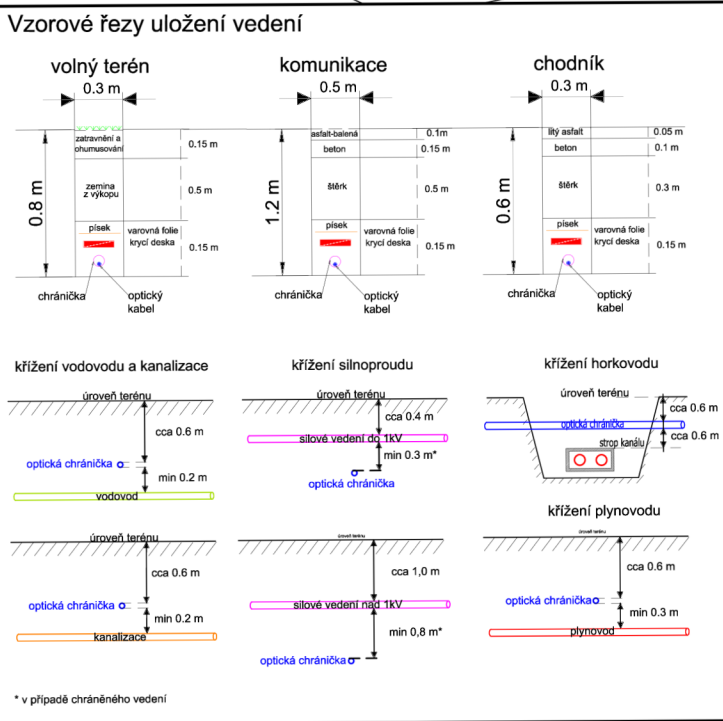 Vzorové řezy uložení vedení
volný terén
0.3 m
0.8 m
zatravnění a
ohumusování
0.15 m
zemina
z výkopu
0.5 m
písek
varovná folie
krycí deska
0.15 m
chránička
optický
kabel
komunikace
0.5 m
1.2 m
asfalt-balená
0.1m
beton
0.15 m
štěrk
0.5 m
písek
varovná folie
krycí deska
0.15 m
chránička
optický
kabel
chodník
0.3 m
0.6 m
litý asfalt
0.05 m
beton
0.1 m
štěrk
0.3 m
písek
varovná folie
krycí deska
0.15 m
chránička
optický
kabel
křížení vodovodu a kanalizace
úroveň terénu
cca 0.6 m
optická chránička
min 0.2 m
vodovod
úroveň terénu
cca 0.6 m
optická chránička
min 0.2 m
kanalizace
křížení silnoproudu
úroveň terénu
cca 0.4 m
silové vedení do 1kV
min 0.3 m*
optická chránička
úroveň terénu
cca 1,0 m
silové vedení nad 1kV
min 0,8 m*
optická chránička
křížení horkovodu
úroveň terénu
cca 0.6 m
optická chránička
cca 0.6 m
strop kanálu
křížení plynovodu
úroveň terénu
cca 0.6 m
optická chránička
min 0.3 m
plynovod
* v případě chráněného vedení